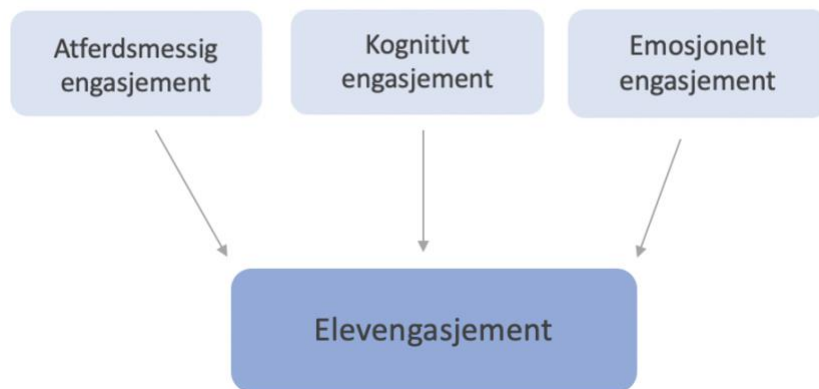 Atferdsmessig
engasjement
Kognitivt
engasjement
Emosjonelt
engasjement
Elevengasjement